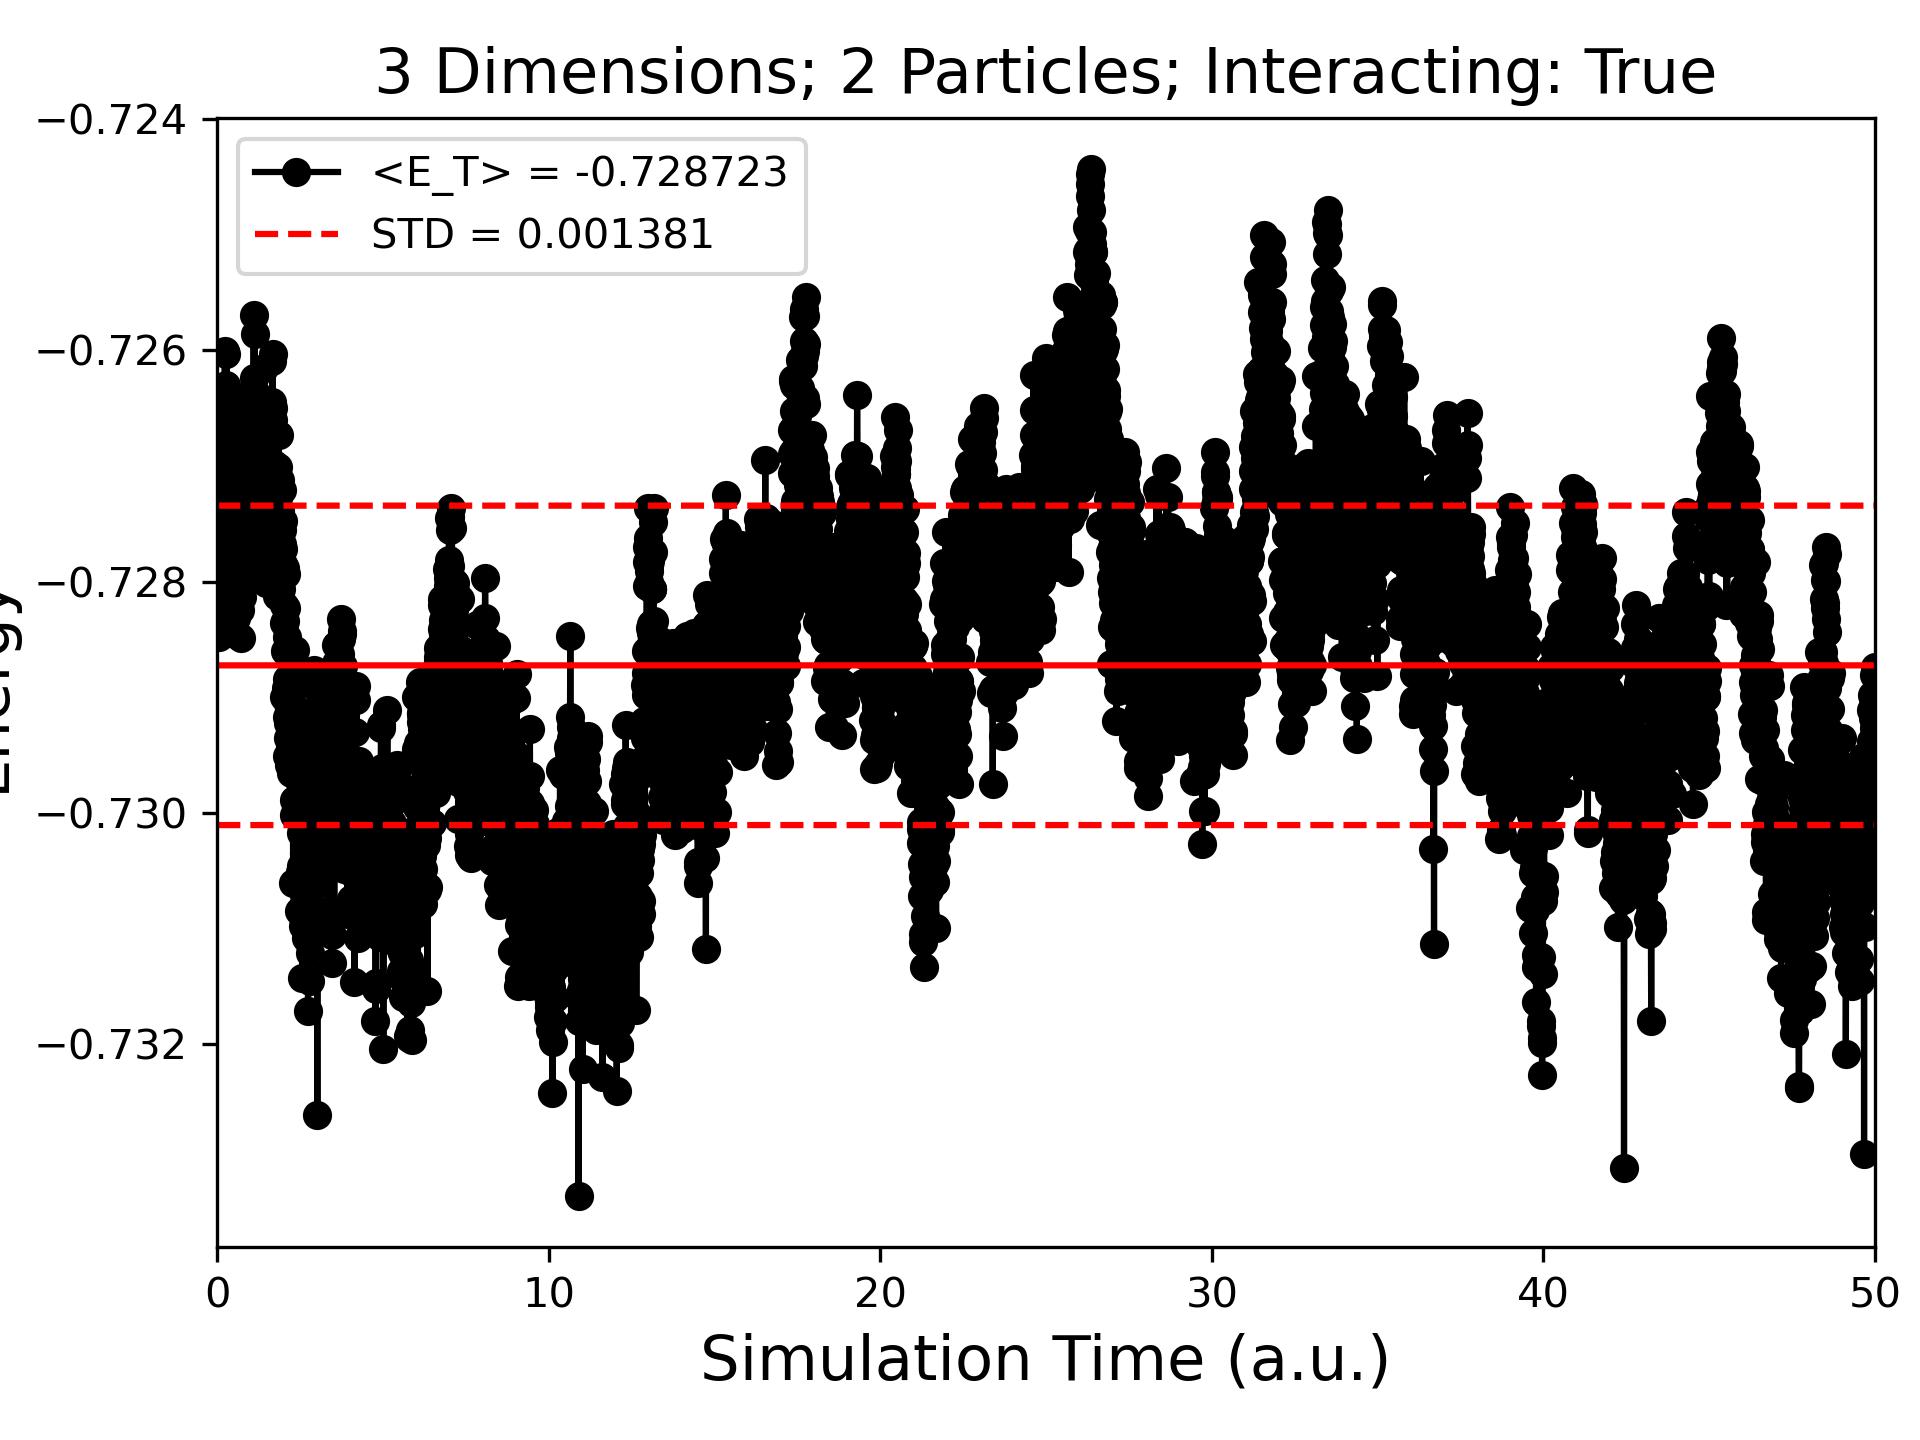 3 Dimensions; 2 Particles; Interacting: True
<E_T> = -0.728723
STD = 0.001381
−0.724
−0.726
−0.728
−0.730
−0.732
0 10 20 30 40 50
Simulation Time (a.u.)
Energy